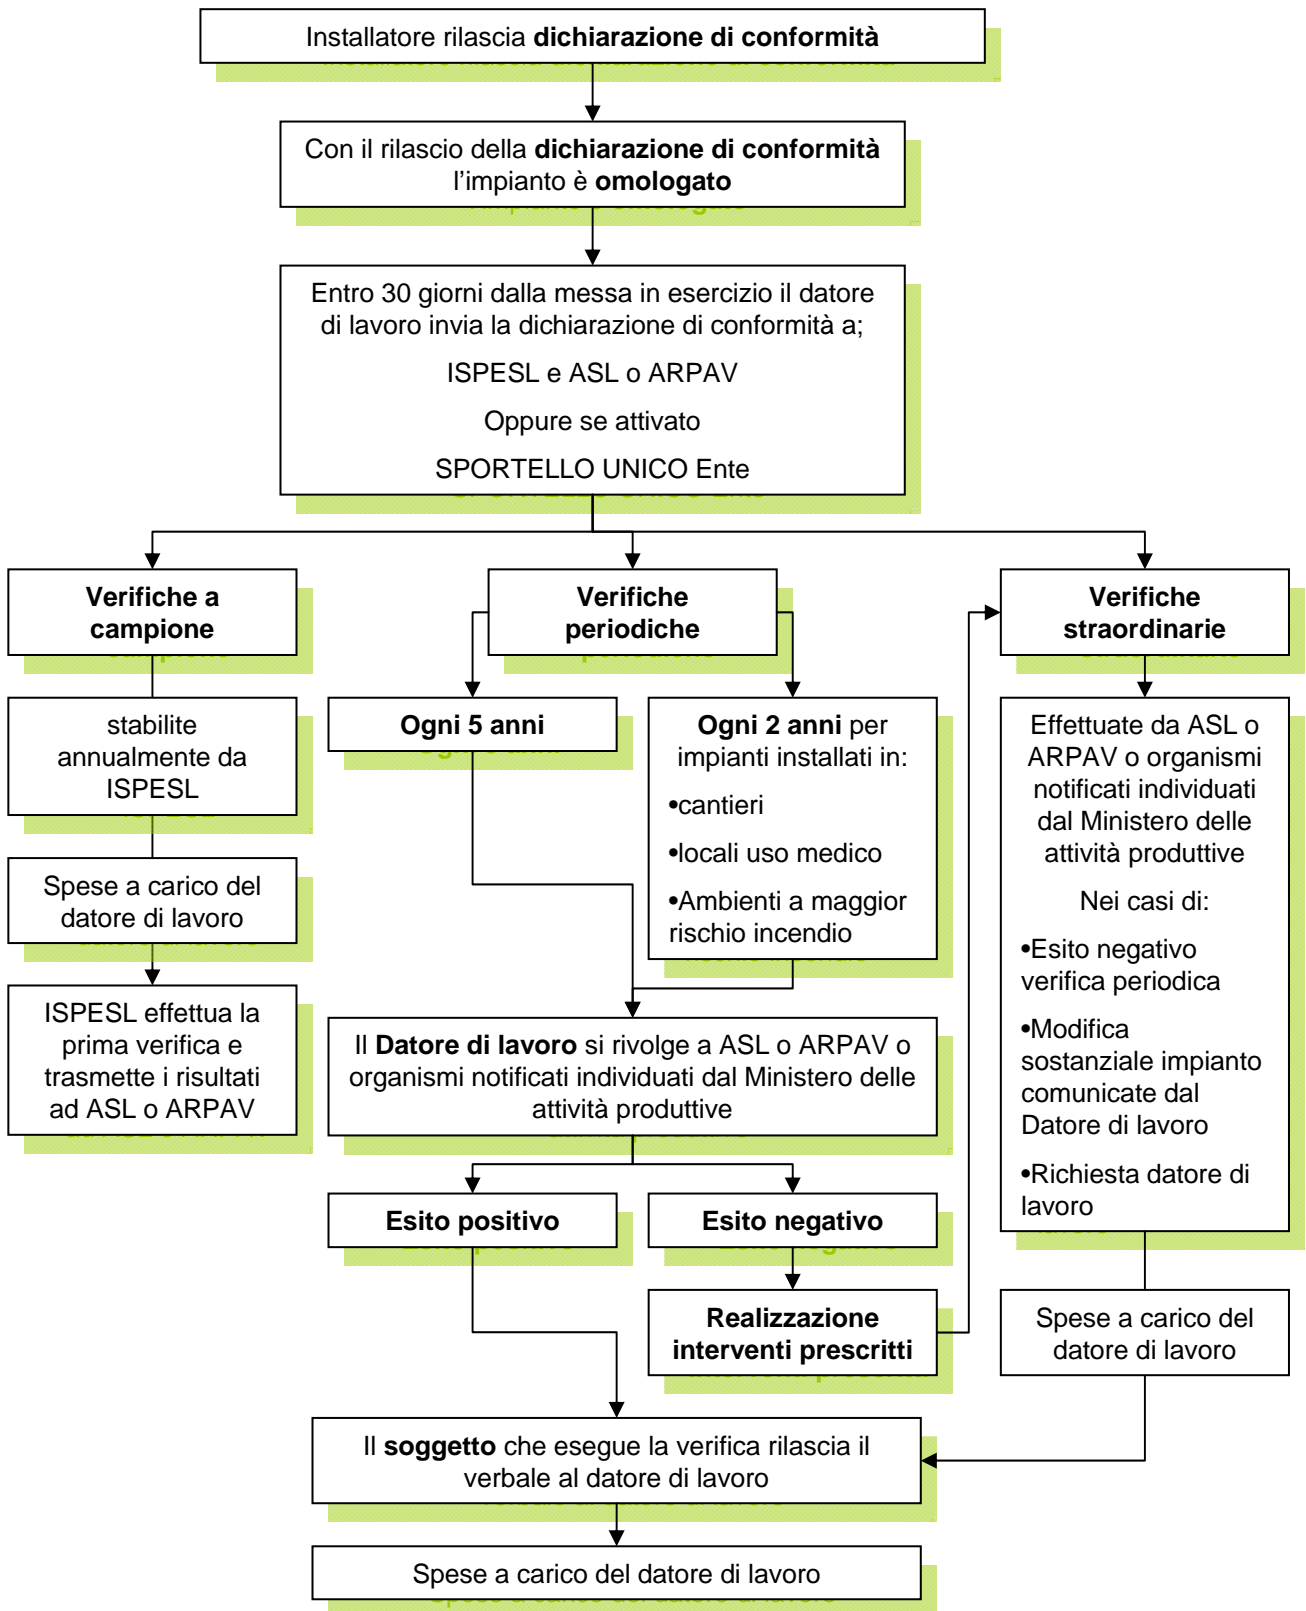 Installatore rilascia dichiarazione di conformità
Con il rilascio della dichiarazione di conformità
l'impianto è omologato
Entro 30 giorni dalla messa in esercizio il datore
di lavoro invia la dichiarazione di conformità a;
ISPESL e ASL o ARPAV
Oppure se attivato
SPORTELLO UNICO Ente
Verifiche a
campione
stabilite
annualmente da
ISPESL
Spese a carico del
datore di lavoro
ISPESL effettua la
prima verifica e
trasmette i risultati
ad ASL o ARPAV
Verifiche
periodiche
Ogni 5 anni
Ogni 2 anni per
impianti installati in:
•cantieri
•locali uso medico
•Ambienti a maggior
rischio incendio
Il Datore di lavoro si rivolge a ASL o ARPAV o
organismi notificati individuati dal Ministero delle
attività produttive
Esito positivo
Esito negativo
Realizzazione
interventi prescritti
Verifiche
straordinarie
Effettuate da ASL o
ARPAV o organismi
notificati individuati
dal Ministero delle
attività produttive
Nei casi di:
•Esito negativo
verifica periodica
•Modifica
sostanziale impianto
comunicate dal
Datore di lavoro
•Richiesta datore di
lavoro
Spese a carico del
datore di lavoro
Il soggetto che esegue la verifica rilascia il
verbale al datore di lavoro
Spese a carico del datore di lavoro